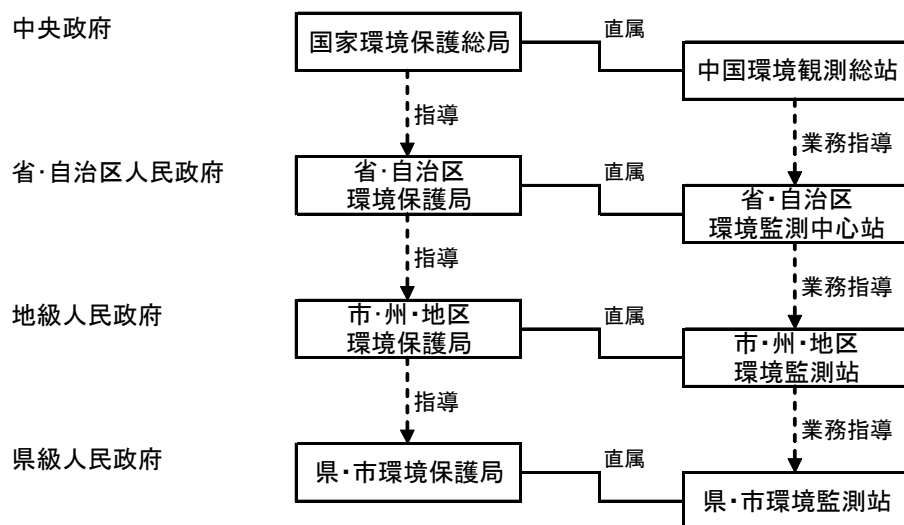 中央政府
国家環境保護総局
直属
中国環境観測総站
指導
業務指導
省·自治区人民政府
省·自治区
環境保護局
直属
省・自治区
環境監測中心站
指導
業務指導
地級人民政府
市·州・地区
環境保護局
直属
市・州・地区
環境監測站
指導
業務指導
県級人民政府
県・市環境保護局
直属
県・市環境監測站